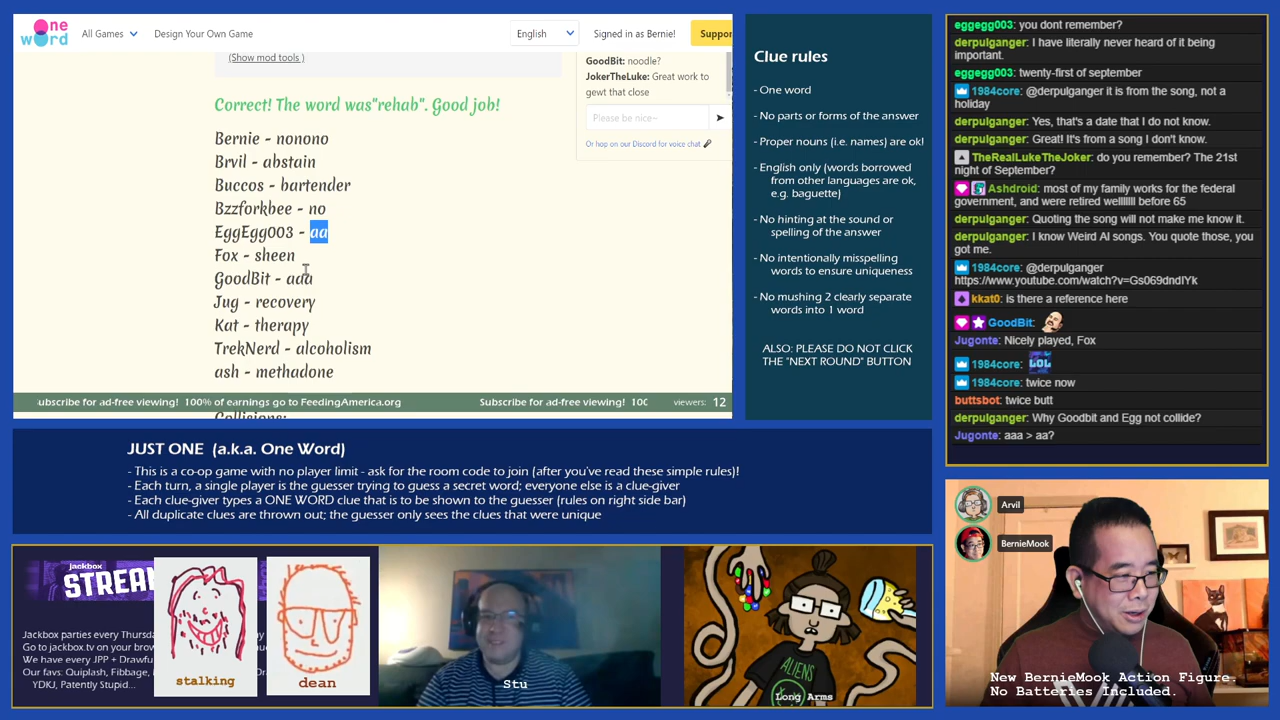 One
word
All Games
Design Your Own Game
English
Signed in as Bernie!
Suppor
(Show mod tools )
GoodBit: noodle?
JokerTheLuke: Great work to
gewt that close
Please be nice~
Or hop on our Discord for voice chat
Correct! The word was"rehab". Good job!
Bernie - nonono
Brvil - abstain
Buccos - bartender
Bzzforkbee - no
EggEgg003 - aa
Fox - sheen
GoodBit - aaa
Jug - recovery
Kat - therapy
TrekNerd - alcoholism
ash - methadone
Collisions:
ubscribe for ad-free viewing! 100% of earnings go to FeedingAmerica.org
Subscribe for ad-free viewing! 100
viewers: 12
Clue rules
- One word
- No parts or forms of the answer
- Proper nouns (i.e. names) are ok!
- English only (words borrowed
from other languages are ok,
e.g. baguette)
- No hinting at the sound or
spelling of the answer
- No intentionally misspelling
words to ensure uniqueness
- No mushing 2 clearly separate
words into 1 word
ALSO: PLEASE DO NOT CLICK
THE "NEXT ROUND" BUTTON
eggegg003: you dont remember?
derpulganger: I have literally never heard of it being
important.
eggegg003: twenty-first of september
1984core: @derpulganger it is from the song, not a
holiday
derpulganger: Yes, that's a date that I do not know.
derpulganger: Great! It's from a song I don't know.
TheRealLukeTheJoker: do you remember? The 21st
night of September?
Ashdroid: most of my family works for the federal
government, and were retired wellllllll before 65
derpulganger: Quoting the song will not make me know it.
derpulganger: I know Weird Al songs. You quote those, you
got me.
1984core: @derpulganger
https://www.youtube.com/watch?v=Gs069dndIYk
kkat0: is there a reference here
GoodBit:
Jugonte: Nicely played, Fox
1984core: LOL
1984core: twice now
buttsbot: twice butt
derpulganger: Why Goodbit and Egg not collide?
Jugonte: aaa > aa?
JUST ONE (a.k.a. One Word)
- This is a co-op game with no player limit - ask for the room code to join (after you've read these simple rules)!
- Each turn, a single player is the guesser trying to guess a secret word; everyone else is a clue-giver
- Each clue-giver types a ONE WORD clue that is to be shown to the guesser (rules on right side bar)
- All duplicate clues are thrown out; the guesser only sees the clues that were unique
jackbox
STREA
Jackbox parties every Thursda
Go to jackbox.tv on your brow
We have every JPP + Drawfu
Our favs: Quiplash, Fibbage,
YDKJ, Patently Stupid...
stalking
dean
Stu
ALIENS
Long Arms
Arvil
BernieMook
New BernieMook Action Figure.
No Batteries Included.